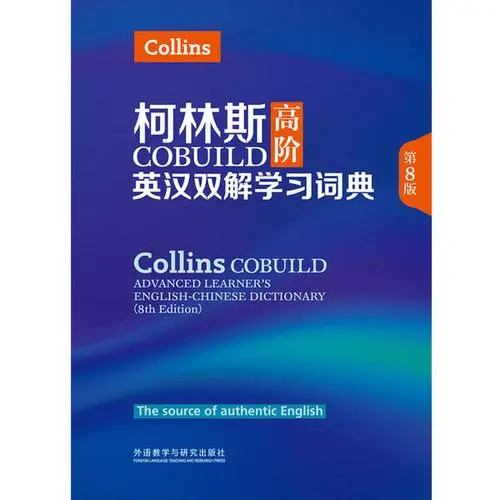 Collins
柯林斯
高阶
COBUILD
英汉双解学习词典
第8版
Collins COBUILD
ADVANCED LEARNER'S
ENGLISH-CHINESE DICTIONARY
(8th Edition)
The source of authentic English
外语教学与研究出版社
FOREIGN LANGUAGE TEACHING AND RESEARCH PRESS